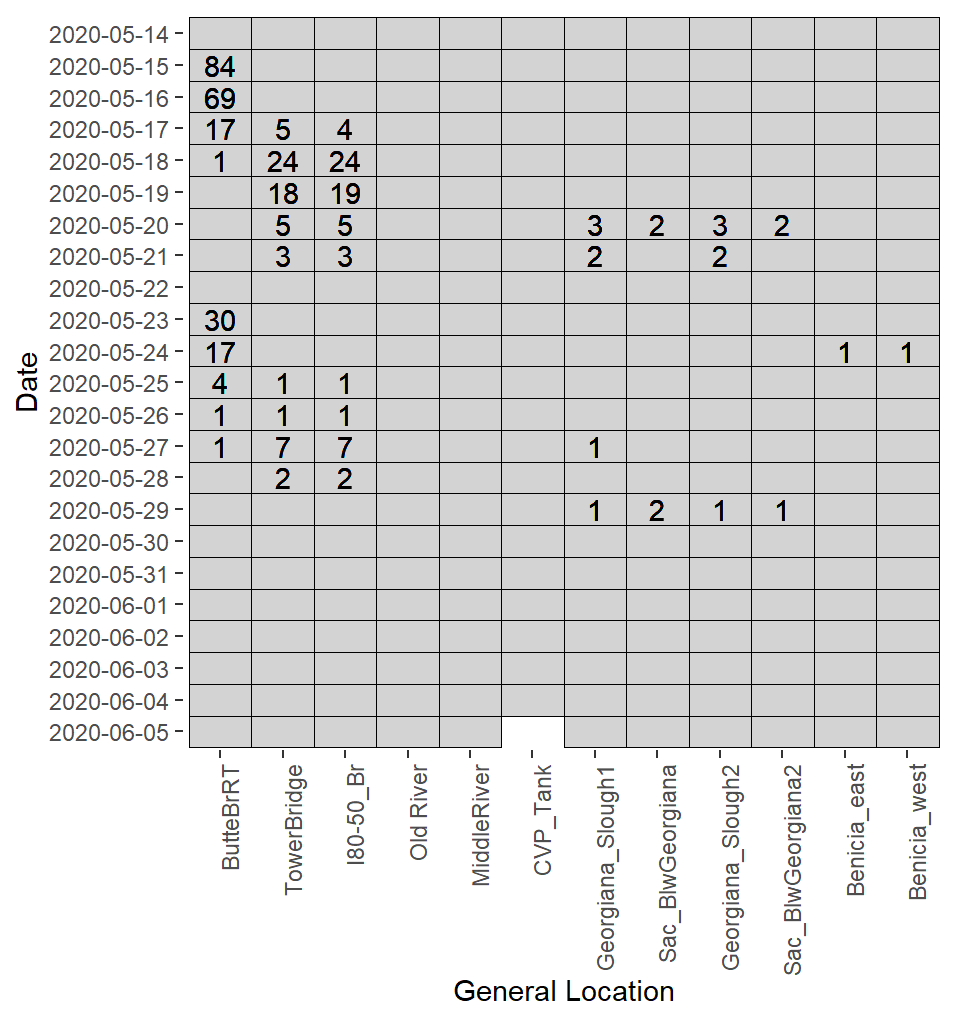 2020-05-14
2020-05-15 84
2020-05-16 69
2020-05-17 17 5 4
2020-05-18 1 24 24
2020-05-19 18 19
2020-05-20 5 5 3 2 3 2
2020-05-21 3 3 2 2
2020-05-22
2020-05-23 30
2020-05-24 17 1 1
2020-05-25 4 1 1
2020-05-26 1 1 1
2020-05-27 1 7 7 1
2020-05-28 2 2
2020-05-29 1 2 1 1
2020-05-30
2020-05-31
2020-06-01
2020-06-02
2020-06-03
2020-06-04
2020-06-05
Date
ButteBrRT
TowerBridge
I80-50_Br
Old River
MiddleRiver
CVP_Tank
Georgiana_Slough1
Sac_BlwGeorgiana
Georgiana_Slough2
Sac_BlwGeorgiana2
Benicia_east
Benicia_west
General Location